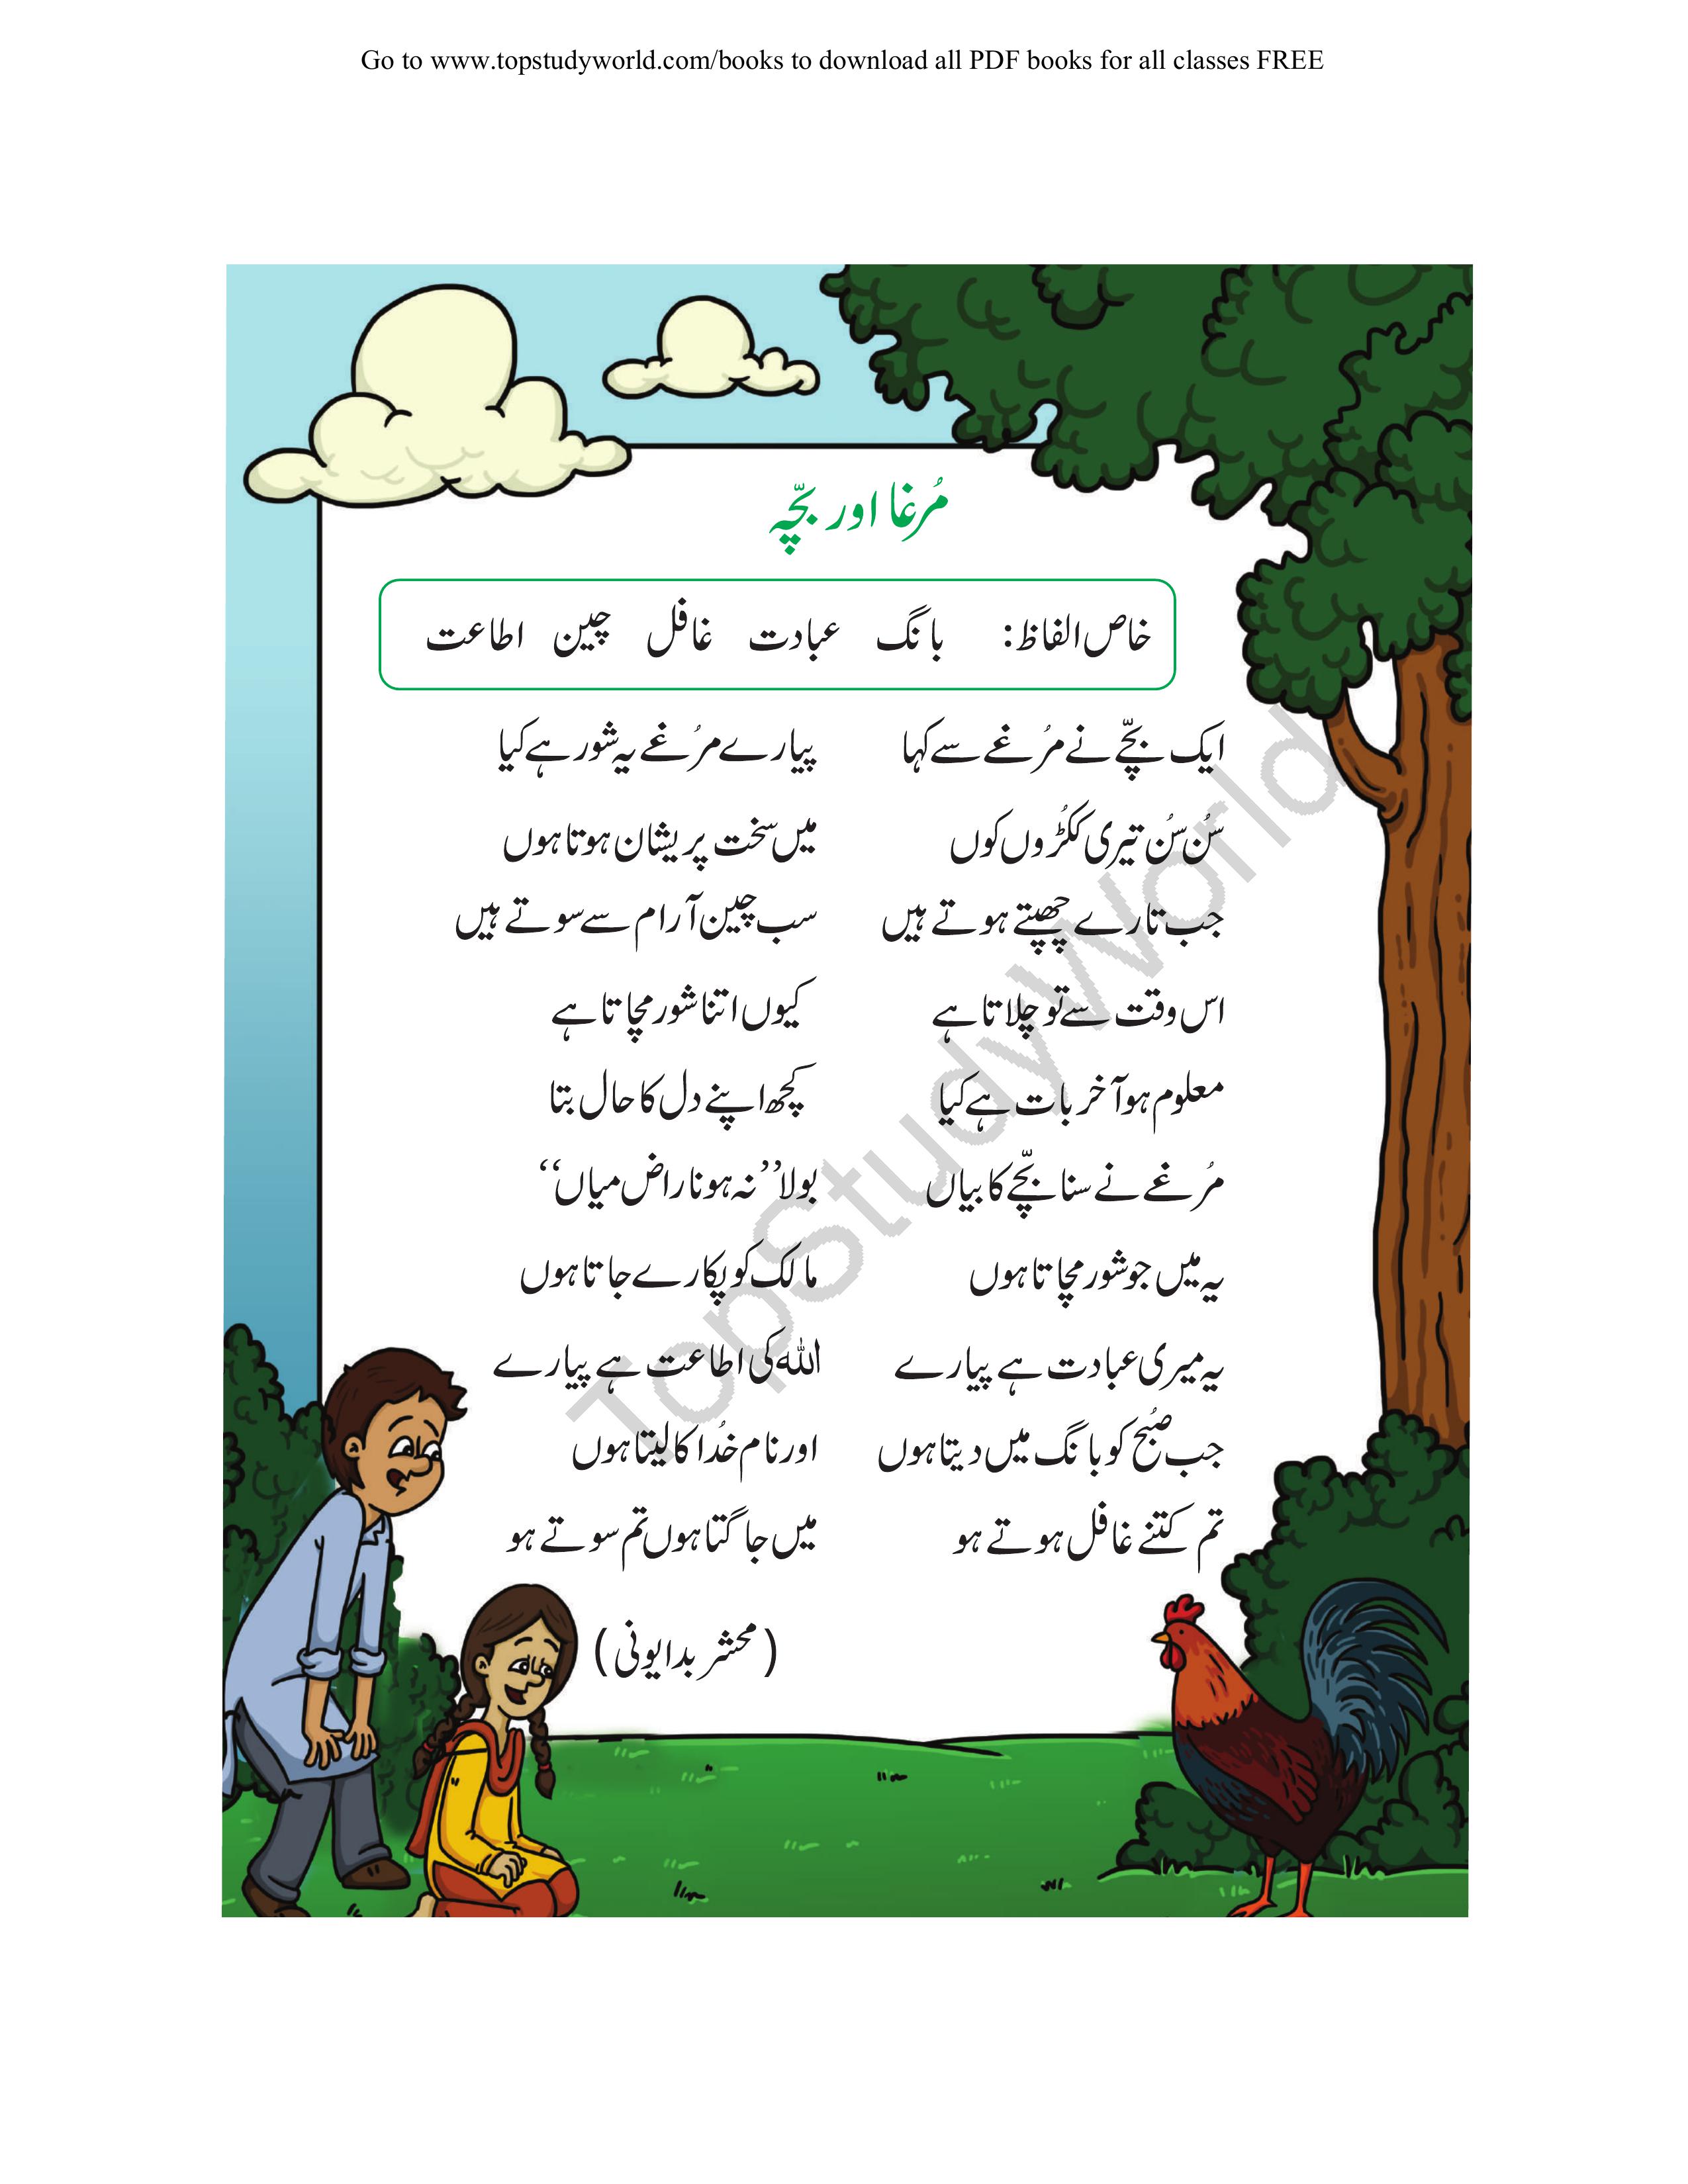 Go to www.topstudyworld.com/books to download all PDF books for all classes FREE
مُرغا اور بچّہ
خاص الفاظ: بانگ عبادت غافل چین اطاعت
ایک بچّے نے مُرغے سے کہا پیارے مُرغے یہ شور ہے کیا
سُن سُن تیری ککڑوں کوں میں سخت پریشان ہوتا ہوں
جب تارے چھپتے ہوتے ہیں سب چین آرام سے سوتے ہیں
اس وقت سے تو چلاتا ہے کیوں اتنا شور مچاتا ہے
معلوم ہو آخر بات ہے کیا کچھ اپنے دل کا حال بتا
مُرغے نے سنا بچّے کا بیاں بولا ”نہ ہو ناراض میاں“
یہ میں جو شور مچاتا ہوں مالک کو پکارے جاتا ہوں
یہ میری عبادت ہے پیارے اللہ کی اطاعت ہے پیارے
جب صُبح کو بانگ میں دیتا ہوں اور نام خُدا کا لیتا ہوں
تم کتنے غافل ہوتے ہو میں جاگتا ہوں تم سوتے ہو
(محشر بدایونی)
TopStudyWorld